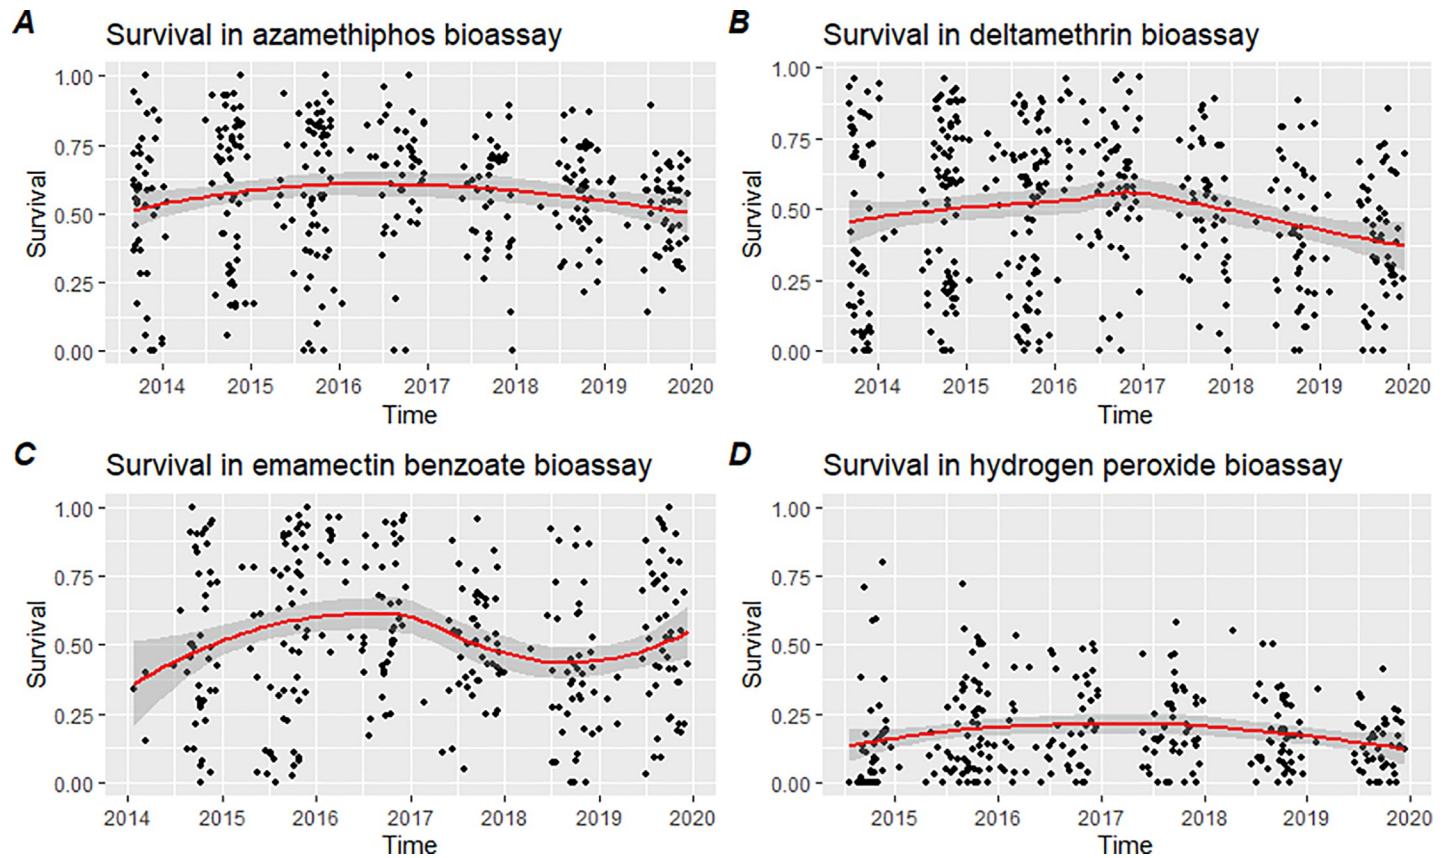 A
Survival in azamethiphos bioassay
1.00
0.75
0.50
0.25
0.00
Survival
2014 2015 2016 2017 2018 2019 2020
Time
B
Survival in deltamethrin bioassay
1.00
0.75
0.50
0.25
0.00
Survival
2014 2015 2016 2017 2018 2019 2020
Time
C
Survival in emamectin benzoate bioassay
1.00
0.75
0.50
0.25
0.00
Survival
2014 2015 2016 2017 2018 2019 2020
Time
D
Survival in hydrogen peroxide bioassay
1.00
0.75
0.50
0.25
0.00
Survival
2015 2016 2017 2018 2019 2020
Time